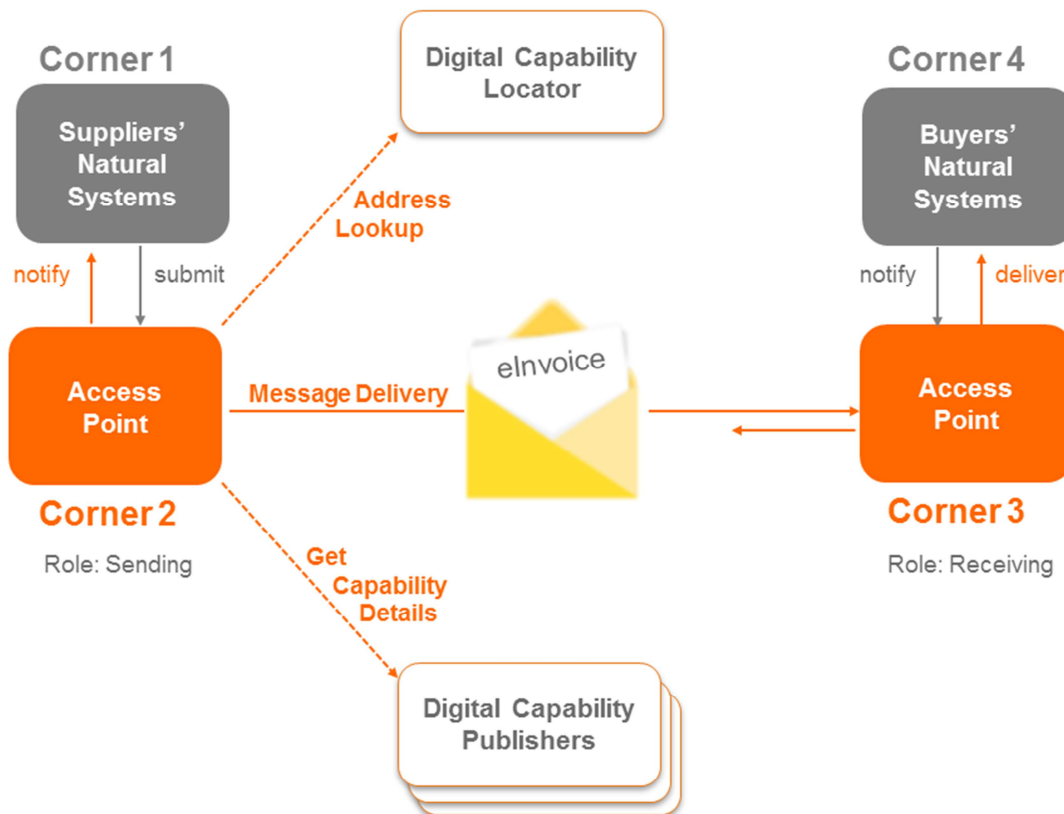 Corner 1
Suppliers'
Natural
Systems
notify
submit
Access
Point
Corner 2
Role: Sending
Digital Capability
Locator
Address
Lookup
Message Delivery
eInvoice
Get
Capability
Details
Digital Capability
Publishers
Corner 4
Buyers'
Natural
Systems
notify
deliver
Access
Point
Corner 3
Role: Receiving